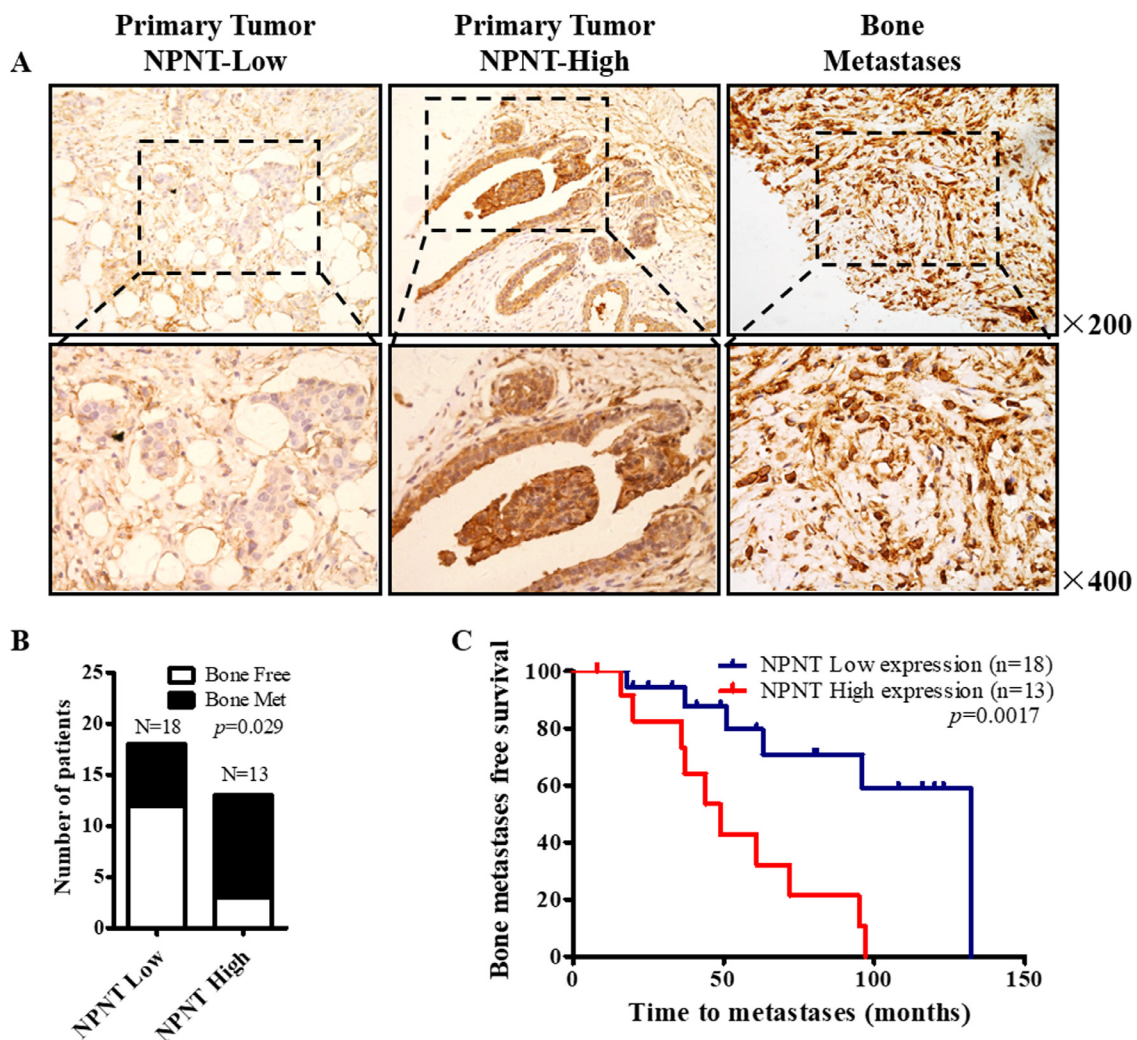 Primary Tumor
NPNT-Low
Primary Tumor
NPNT-High
Bone
Metastases
A
×200
×400
B
Number of patients
25
20
15
10
5
0
Bone Free
Bone Met
N=18
p=0.029
N=13
NPNT Low
NPNT High
C
Bone metastases free survival
100
80
60
40
20
0
NPNT Low expression (n=18)
NPNT High expression (n=13)
p=0.0017
0
50
100
150
Time to metastases (months)